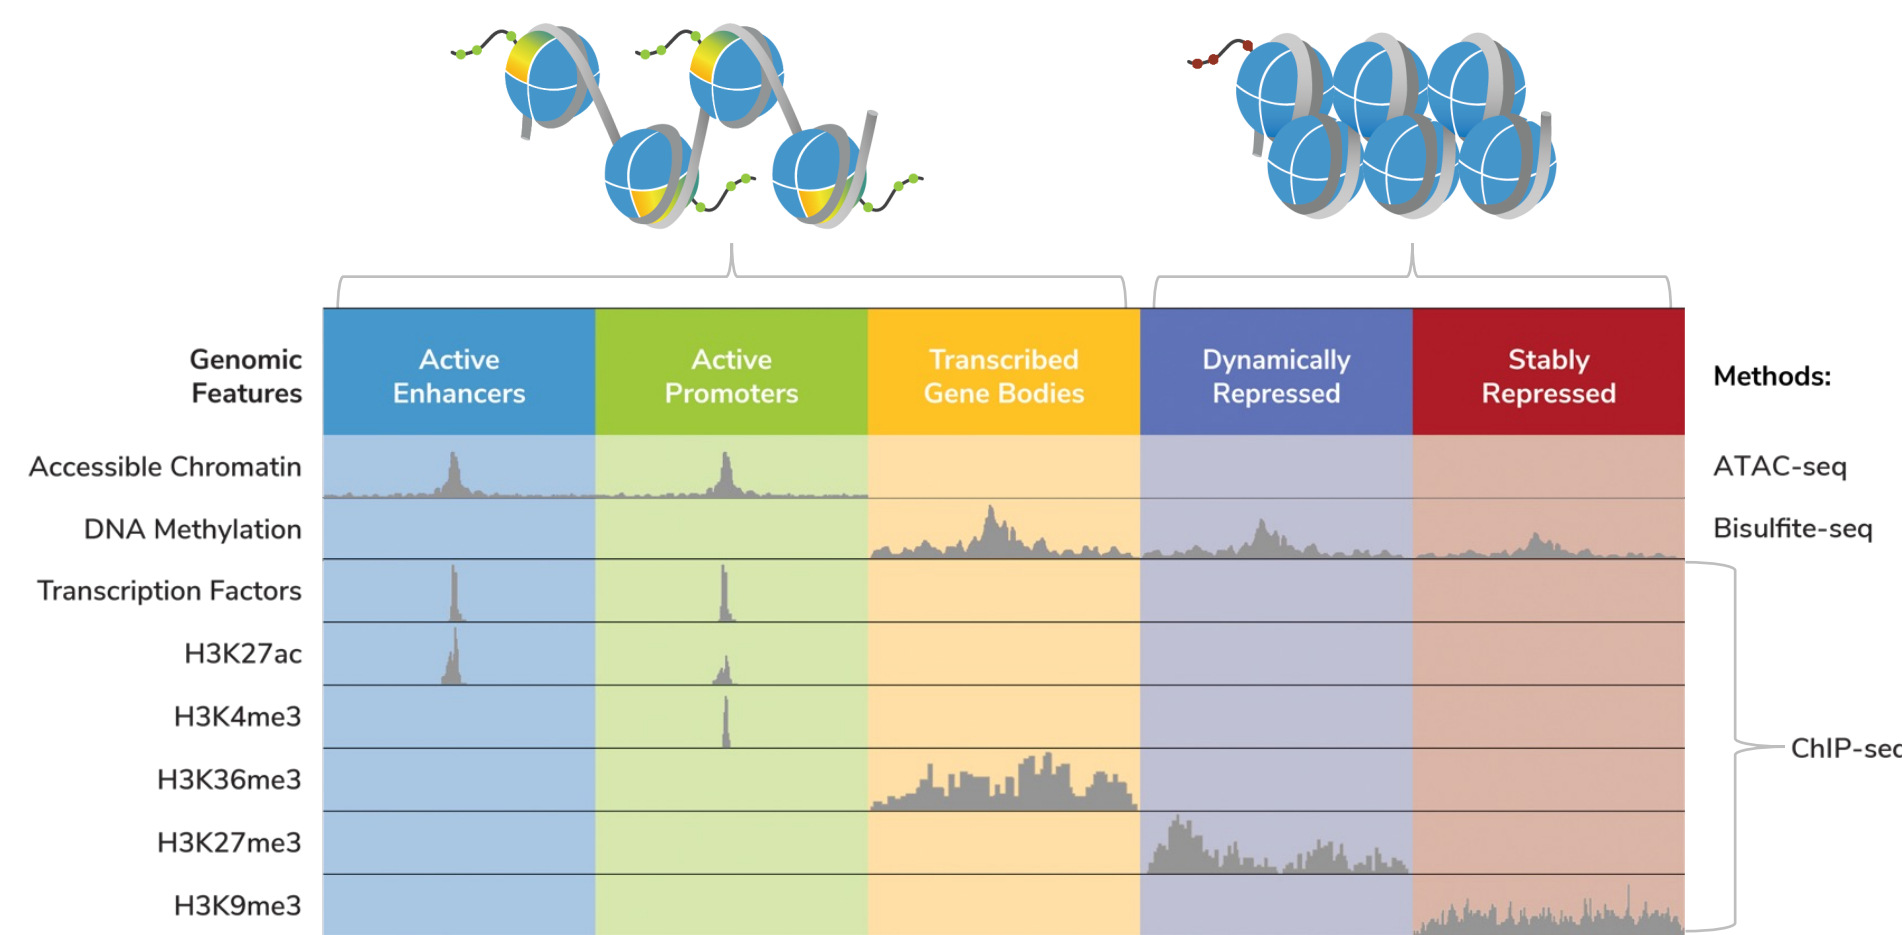 Genomic
Features
Active
Enhancers
Active
Promoters
Transcribed
Gene Bodies
Dynamically
Repressed
Stably
Repressed
Methods:
Accessible Chromatin
ATAC-seq
DNA Methylation
Bisulfite-seq
Transcription Factors
H3K27ac
H3K4me3
ChIP-seq
H3K36me3
H3K27me3
H3K9me3